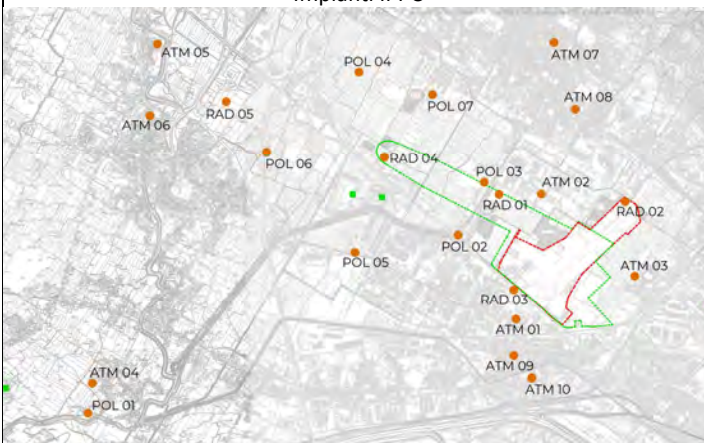 Impianti IPPC
ATM 05
ATM 07
POL 04
POL 07
ATM 08
RAD 05
ATM 06
POL 06
RAD 04
POL 03
RAD 01
ATM 02
RAD 02
POL 02
POL 05
ATM 03
RAD 03
ATM 01
ATM 09
ATM 04
ATM 10
POL 01